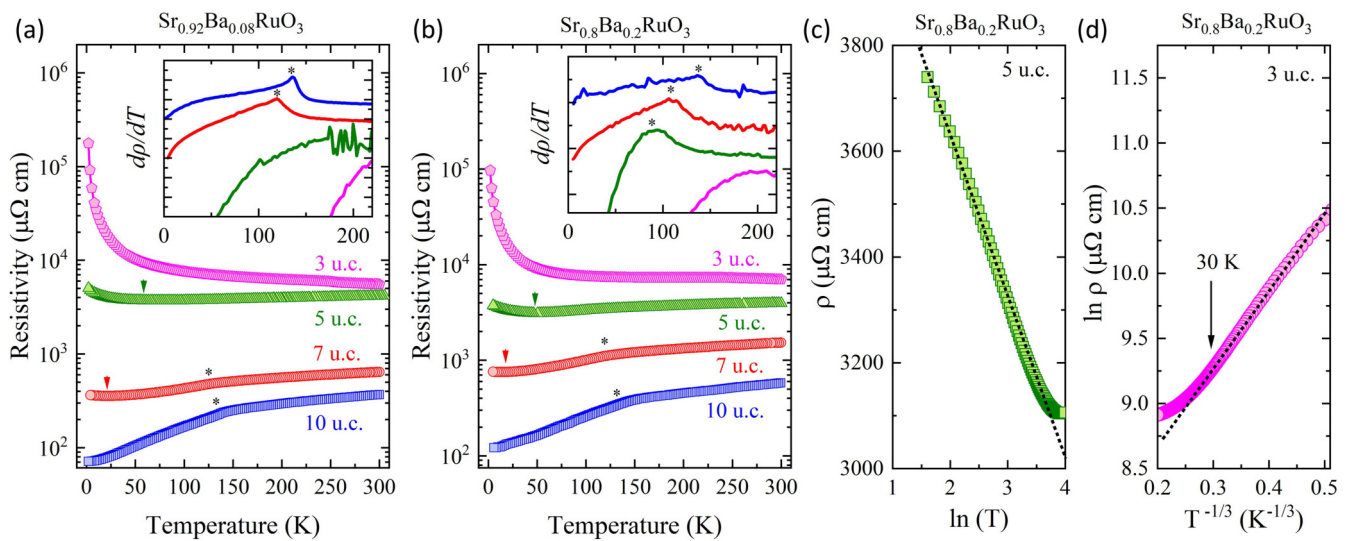 (a)
Sr0.92Ba0.08RuO3
Resistivity (μΩ cm)
10^6
10^5
10^4
10^3
10^2
dρ/dT
*
*
0
100
200
3 u.c.
5 u.c.
7 u.c.
10 u.c.
*
*
0
50
100
150
200
250
300
Temperature (K)
(b)
Sr0.8Ba0.2RuO3
Resistivity (μΩ cm)
10^6
10^5
10^4
10^3
10^2
dρ/dT
*
*
*
0
100
200
3 u.c.
5 u.c.
7 u.c.
10 u.c.
*
*
0
50
100
150
200
250
300
Temperature (K)
(c)
Sr0.8Ba0.2RuO3
5 u.c.
ρ (μΩ cm)
3800
3600
3400
3200
3000
1
2
3
4
ln (T)
(d)
Sr0.8Ba0.2RuO3
3 u.c.
ln ρ (μΩ cm)
11.5
11.0
10.5
10.0
9.5
9.0
8.5
30 K
0.2
0.3
0.4
0.5
T^-1/3 (K^-1/3)